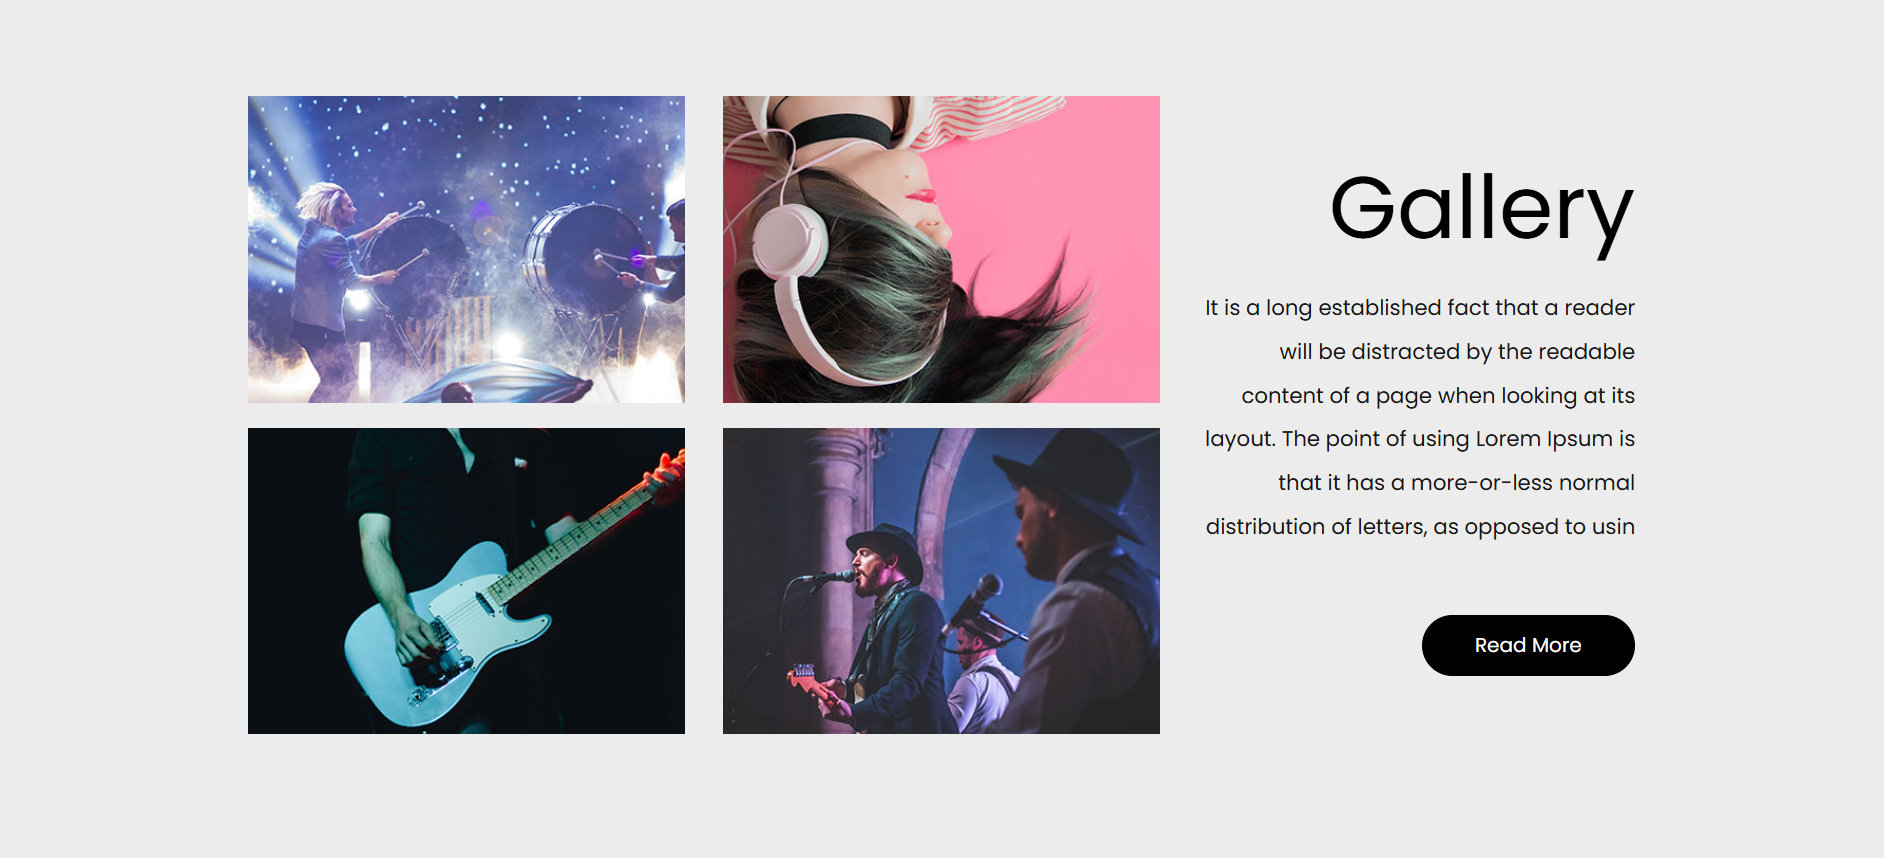 Gallery
It is a long established fact that a reader
will be distracted by the readable
content of a page when looking at its
layout. The point of using Lorem Ipsum is
that it has a more-or-less normal
distribution of letters, as opposed to usin
Read More